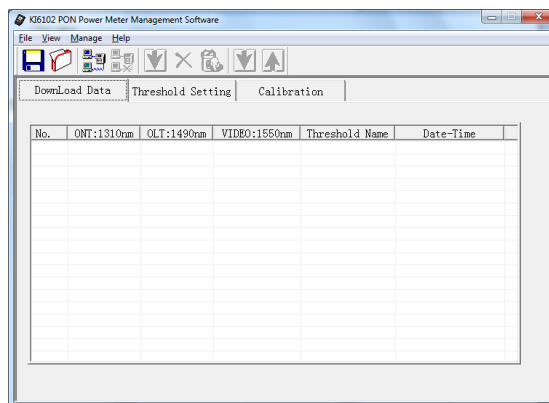 KI6102 PON Power Meter Management Software
File View Manage Help
DownLoad Data Threshold Setting Calibration
No. ONT:1310nm OLT:1490nm VIDEO:1550nm Threshold Name Date-Time